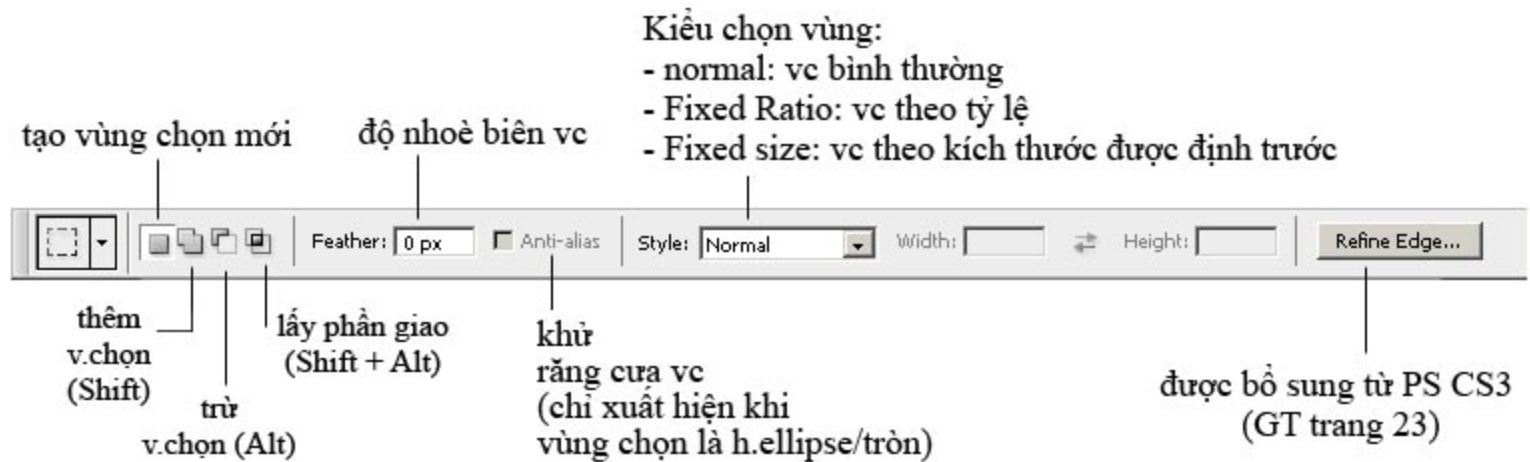 Kiểu chọn vùng:
- normal: vc bình thường
- Fixed Ratio: vc theo tỷ lệ
- Fixed size: vc theo kích thước được định trước
tạo vùng chọn mới
độ nhoè biên vc
Feather: 0 px Anti-alias Style: Normal Width: Height: Refine Edge...
thêm
v.chọn
(Shift)
trừ
v.chọn (Alt)
lấy phần giao
(Shift + Alt)
khử
răng cưa vc
(chỉ xuất hiện khi
vùng chọn là h.ellipse/tròn)
được bổ sung từ PS CS3
(GT trang 23)